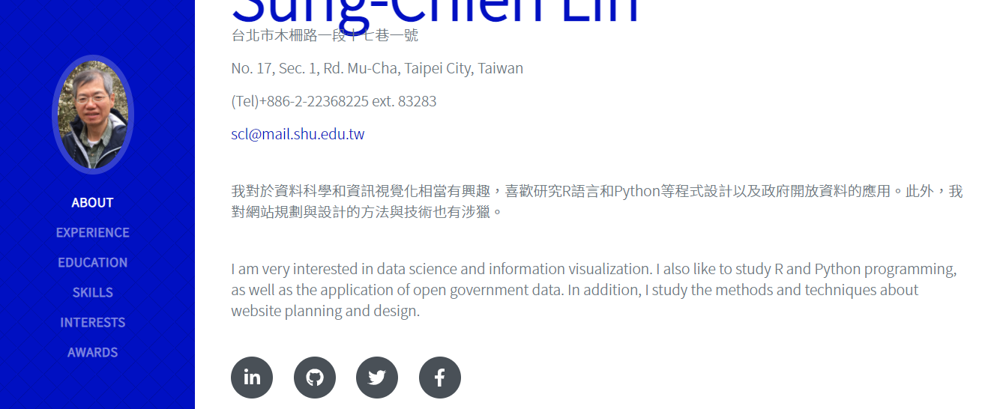 Sung-Chien Lin
台北市木柵路一段十七巷一號
No. 17, Sec. 1, Rd. Mu-Cha, Taipei City, Taiwan
(Tel)+886-2-22368225 ext. 83283
scl@mail.shu.edu.tw
我對於資料科學和資訊視覺化相當有興趣，喜歡研究R語言和Python等程式設計以及政府開放資料的應用。此外，我
對網站規劃與設計的方法與技術也有涉獵。
I am very interested in data science and information visualization. I also like to study R and Python programming,
as well as the application of open government data. In addition, I study the methods and techniques about
website planning and design.
ABOUT
EXPERIENCE
EDUCATION
SKILLS
INTERESTS
AWARDS